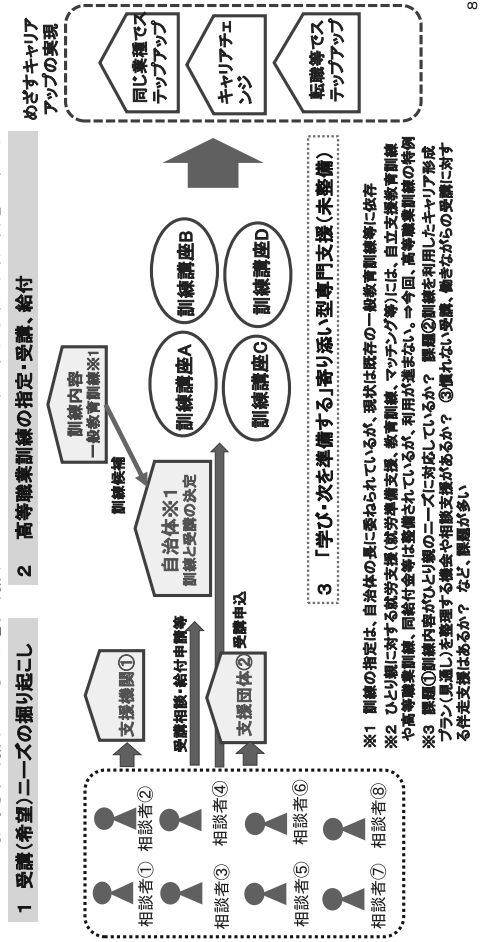 1　受講（希望）ニーズの掘り起こし
2　高等職業訓練の指定・受講、給付
めざすキャリア
アップの実現
相談者①
相談者②
相談者③
相談者④
相談者⑤
相談者⑥
相談者⑦
相談者⑧
支援機関①
受講相談・給付申請等
支援団体②
受講申込
訓練内容
一般教育訓練※1
訓練候補
自治体※1
訓練と受講の決定
訓練講座A
訓練講座B
訓練講座C
訓練講座D
同じ業種でス
テップアップ
キャリアチェ
ンジ
転職等でス
テップアップ
3　「学び・次を準備する」寄り添い型専門支援（未整備）
※1　訓練の指定は、自治体の長に委ねられているが、現状は既存の一般教育訓練等に依存
※2　ひとり親に対する就労支援（就労準備支援、教育訓練、マッチング等）には、自立支援教育訓練
や高等職業訓練、同給付金等は整備されているが、利用が進まない。⇒今回、高等職業訓練の特例
※3　課題①訓練内容がひとり親のニーズに対応しているか？　課題②訓練を利用したキャリア形成
プラン（見通し）を整理する機会や相談支援があるか？　③慣れない受講、働きながらの受講に対す
る伴走支援はあるか？　など、課題が多い
8